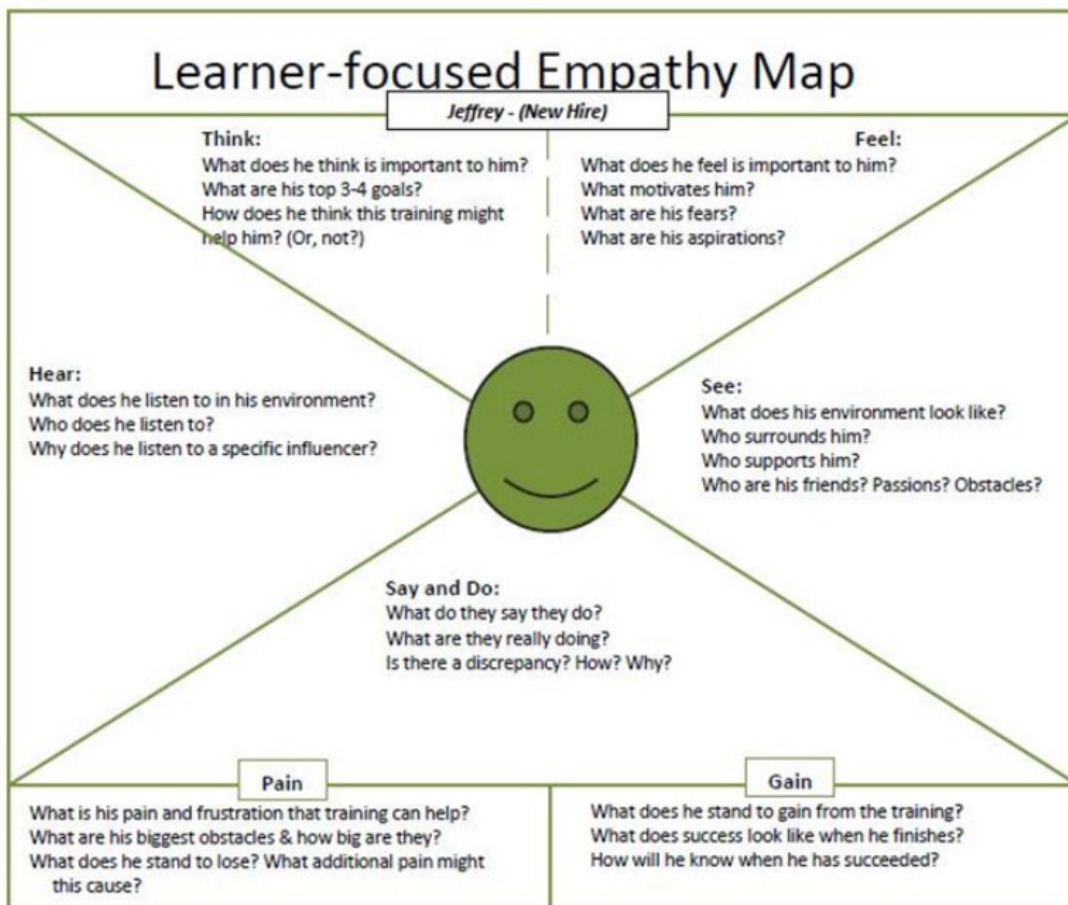 Learner-focused Empathy Map
Jeffrey - (New Hire)
Think:
What does he think is important to him?
What are his top 3-4 goals?
How does he think this training might
help him? (Or, not?)
Feel:
What does he feel is important to him?
What motivates him?
What are his fears?
What are his aspirations?
Hear:
What does he listen to in his environment?
Who does he listen to?
Why does he listen to a specific influencer?
See:
What does his environment look like?
Who surrounds him?
Who supports him?
Who are his friends? Passions? Obstacles?
Say and Do:
What do they say they do?
What are they really doing?
Is there a discrepancy? How? Why?
Pain
What is his pain and frustration that training can help?
What are his biggest obstacles & how big are they?
What does he stand to lose? What additional pain might
this cause?
Gain
What does he stand to gain from the training?
What does success look like when he finishes?
How will he know when he has succeeded?